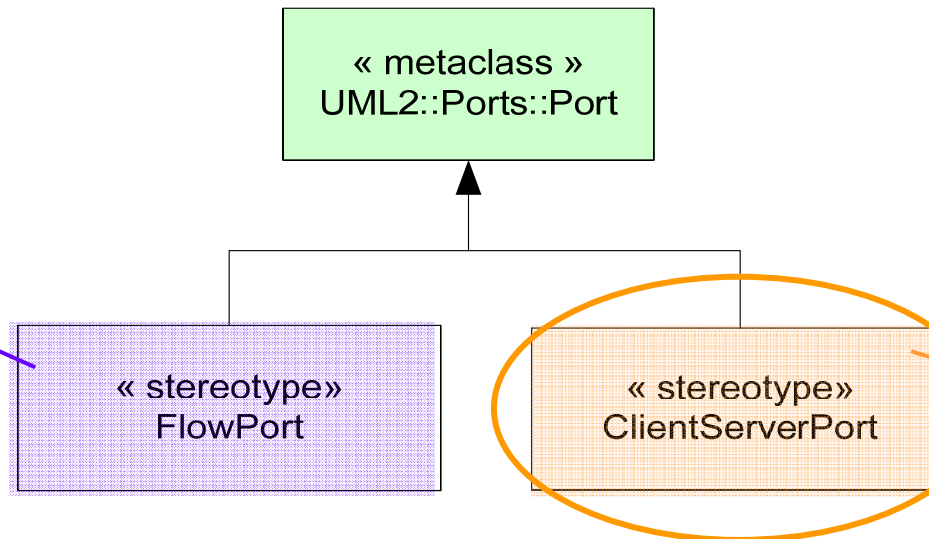 « metaclass »
UML2::Ports::Port
« stereotype»
FlowPort
« stereotype»
ClientServerPort